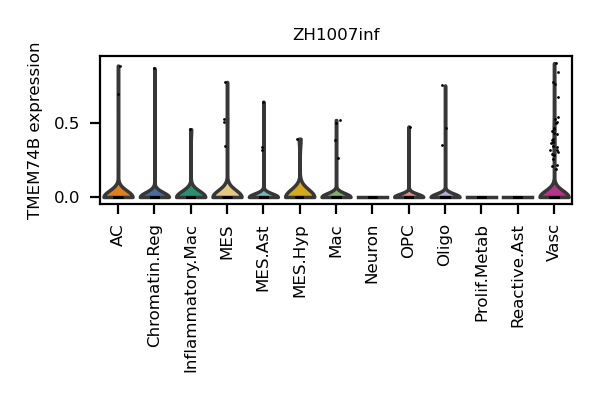 ZH1007inf
TMEM74B expression
0.5
0.0
AC
Chromatin.Reg
Inflammatory.Mac
MES
MES.Ast
MES.Hyp
Mac
Neuron
OPC
Oligo
Prolif.Metab
Reactive.Ast
Vasc